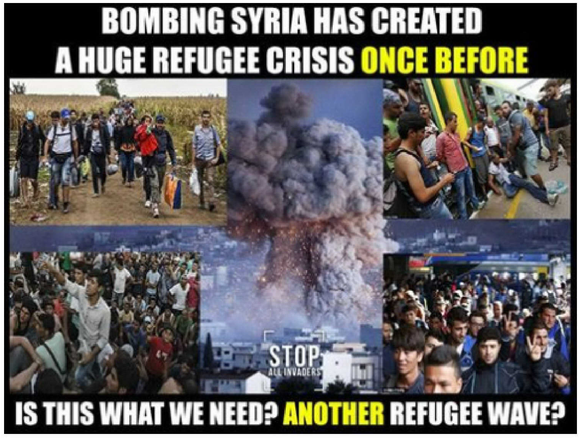 BOMBING SYRIA HAS CREATED
A HUGE REFUGEE CRISIS ONCE BEFORE
STOP
ALL INVADERS
IS THIS WHAT WE NEED? ANOTHER REFUGEE WAVE?